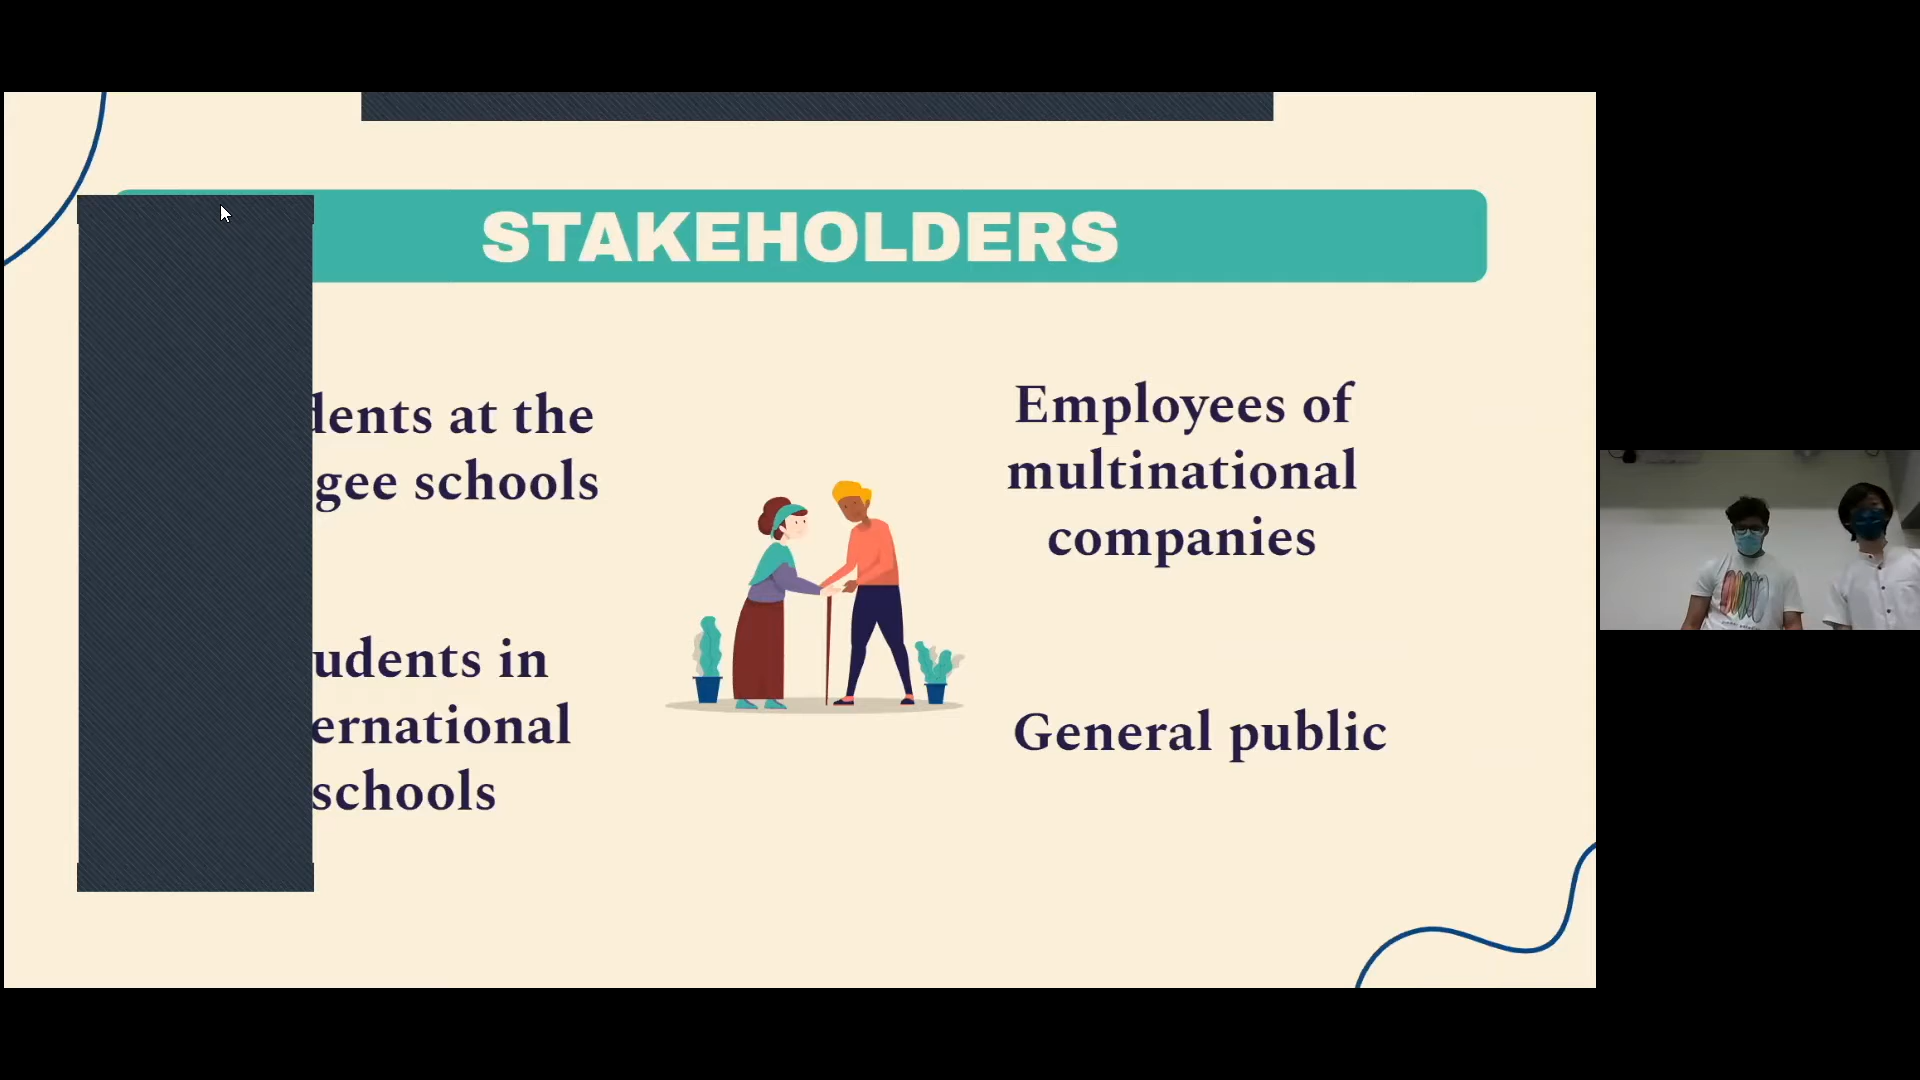 STAKEHOLDERS
dents at the
gee schools
udents in
ernational
schools
Employees of
multinational
companies
General public